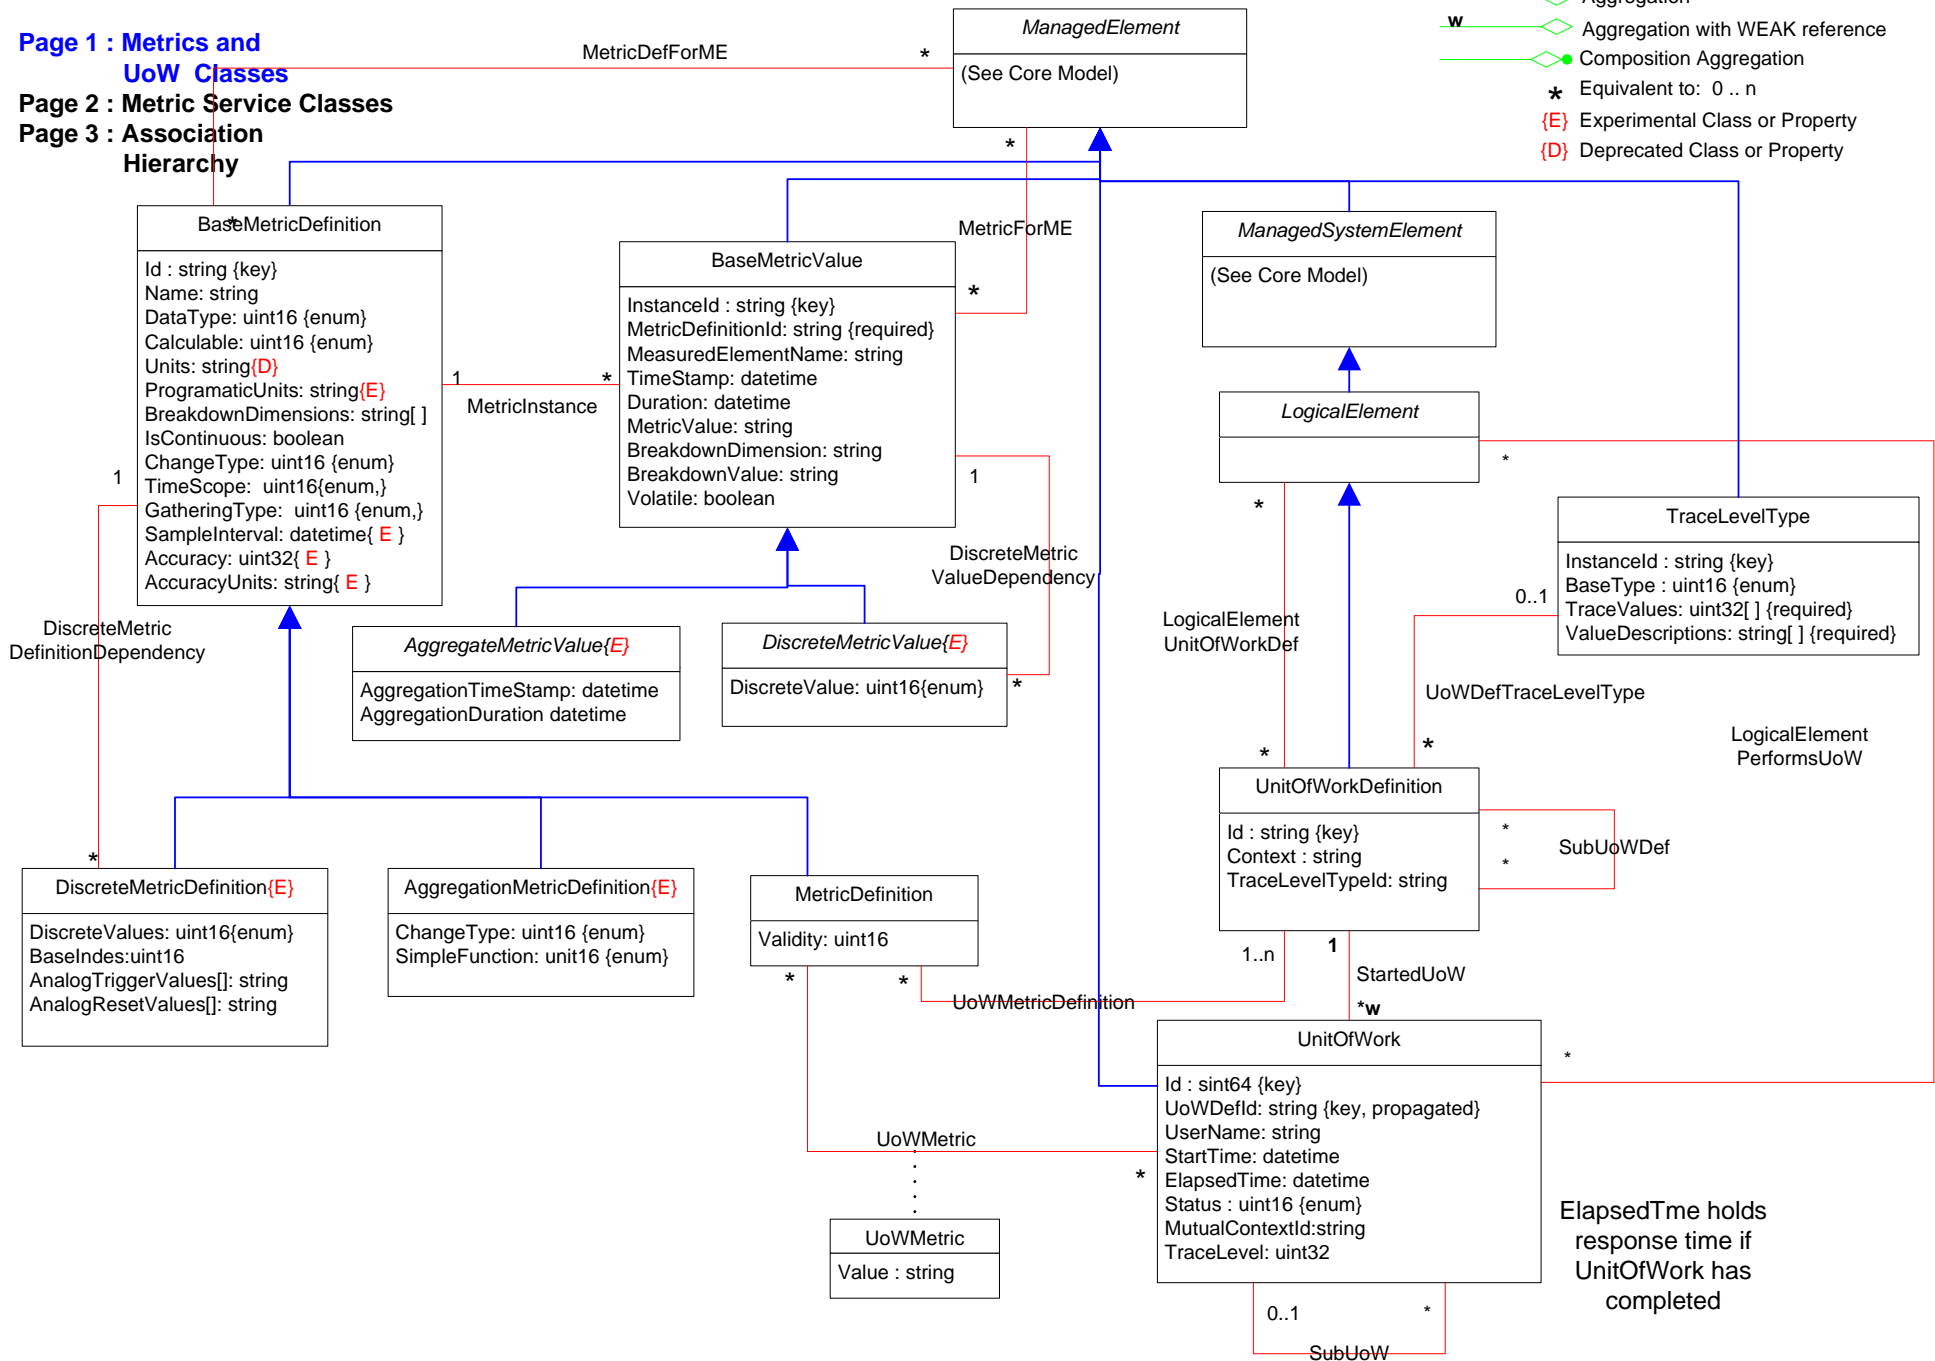 Page 1 : Metrics and
UoW Classes
Page 2 : Metric Service Classes
Page 3 : Association
Hierarchy
Aggregation
w
Aggregation with WEAK reference
Composition Aggregation
* Equivalent to: 0 .. n
{E} Experimental Class or Property
{D} Deprecated Class or Property
ManagedElement
(See Core Model)
MetricDefForME
*
*
*
MetricForME
*
BaseMetricDefinition
Id : string {key}
Name: string
DataType: uint16 {enum}
Calculable: uint16 {enum}
Units: string{D}
ProgramaticUnits: string{E}
BreakdownDimensions: string[ ]
IsContinuous: boolean
ChangeType: uint16 {enum}
TimeScope: uint16{enum,}
GatheringType: uint16 {enum,}
SampleInterval: datetime{ E }
Accuracy: uint32{ E }
AccuracyUnits: string{ E }
1
*
MetricInstance
BaseMetricValue
InstanceId : string {key}
MetricDefinitionId: string {required}
MeasuredElementName: string
TimeStamp: datetime
Duration: datetime
MetricValue: string
BreakdownDimension: string
BreakdownValue: string
Volatile: boolean
1
DiscreteMetric
ValueDependency
*
ManagedSystemElement
(See Core Model)
LogicalElement
*
*
TraceLevelType
InstanceId : string {key}
BaseType : uint16 {enum}
TraceValues: uint32[ ] {required}
ValueDescriptions: string[ ] {required}
0..1
UoWDefTraceLevelType
*
LogicalElement
UnitOfWorkDef
*
LogicalElement
PerformsUoW
1
DiscreteMetric
DefinitionDependency
*
AggregateMetricValue{E}
AggregationTimeStamp: datetime
AggregationDuration datetime
DiscreteMetricValue{E}
DiscreteValue: uint16{enum}
UnitOfWorkDefinition
Id : string {key}
Context : string
TraceLevelTypeId: string
*
*
SubUoWDef
DiscreteMetricDefinition{E}
DiscreteValues: uint16{enum}
BaseIndes:uint16
AnalogTriggerValues[]: string
AnalogResetValues[]: string
AggregationMetricDefinition{E}
ChangeType: uint16 {enum}
SimpleFunction: unit16 {enum}
MetricDefinition
Validity: uint16
*
*
UoWMetricDefinition
1..n
1
StartedUoW
*w
UnitOfWork
Id : sint64 {key}
UoWDefId: string {key, propagated}
UserName: string
StartTime: datetime
ElapsedTime: datetime
Status : uint16 {enum}
MutualContextId:string
TraceLevel: uint32
*
UoWMetric
*
UoWMetric
Value : string
0..1
*
SubUoW
ElapsedTme holds
response time if
UnitOfWork has
completed